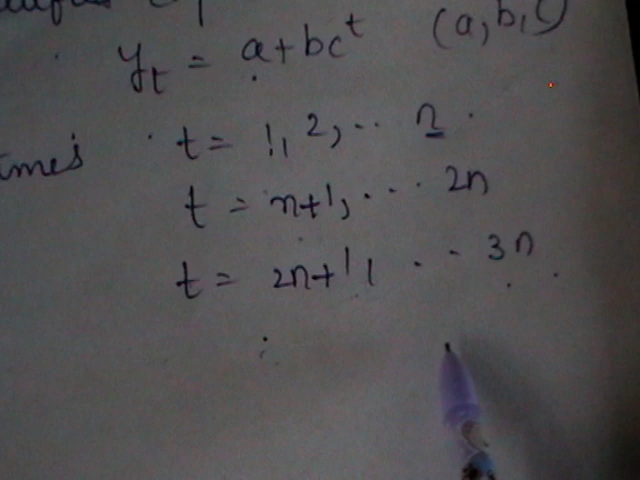 y_t = a+bc^t (a, b, c)
t = 1, 2, .. n.
t = n+1, ... 2n
t = 2n+1, .. 3n